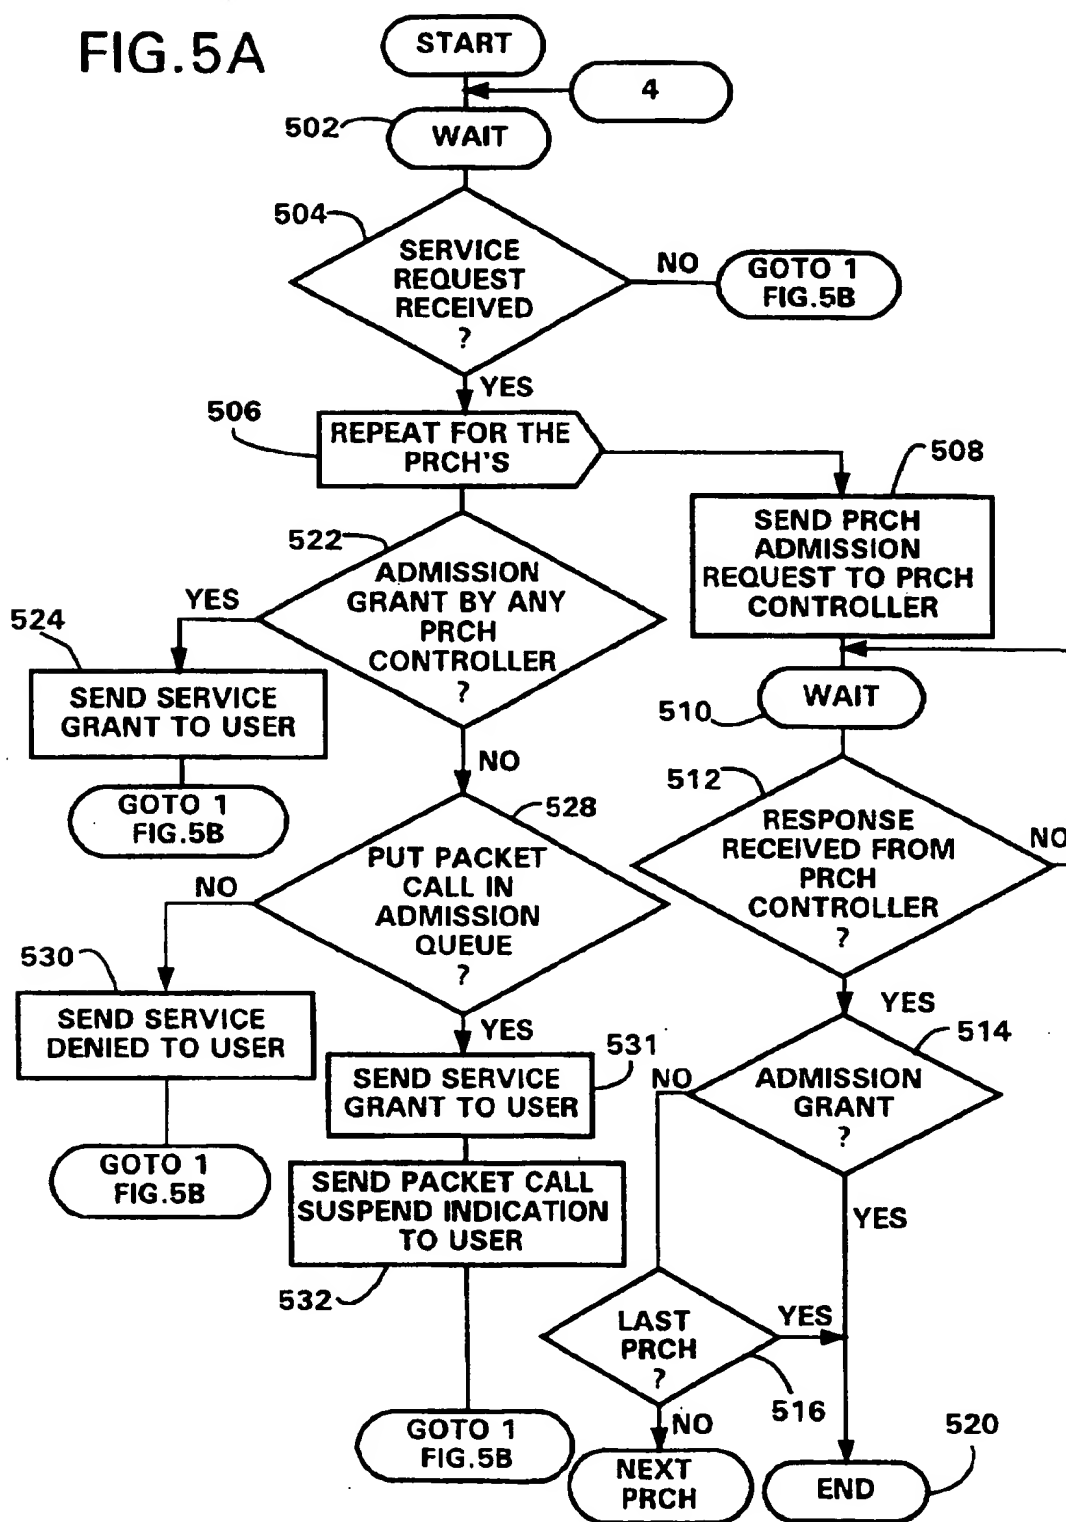 FIG.5A
START
4
502
WAIT
504
SERVICE
REQUEST
RECEIVED
?
NO
GOTO 1
FIG.5B
YES
506
REPEAT FOR THE
PRCH'S
508
SEND PRCH
ADMISSION
REQUEST TO PRCH
CONTROLLER
522
ADMISSION
GRANT BY ANY
PRCH
CONTROLLER
?
YES
524
SEND SERVICE
GRANT TO USER
GOTO 1
FIG.5B
NO
510
WAIT
512
RESPONSE
RECEIVED FROM
PRCH
CONTROLLER
?
NO
YES
528
PUT PACKET
CALL IN
ADMISSION
QUEUE
?
NO
530
SEND SERVICE
DENIED TO USER
GOTO 1
FIG.5B
YES
531
SEND SERVICE
GRANT TO USER
SEND PACKET CALL
SUSPEND INDICATION
TO USER
532
GOTO 1
FIG.5B
514
ADMISSION
GRANT
?
NO
YES
LAST
PRCH
?
YES
516
NO
NEXT
PRCH
520
END